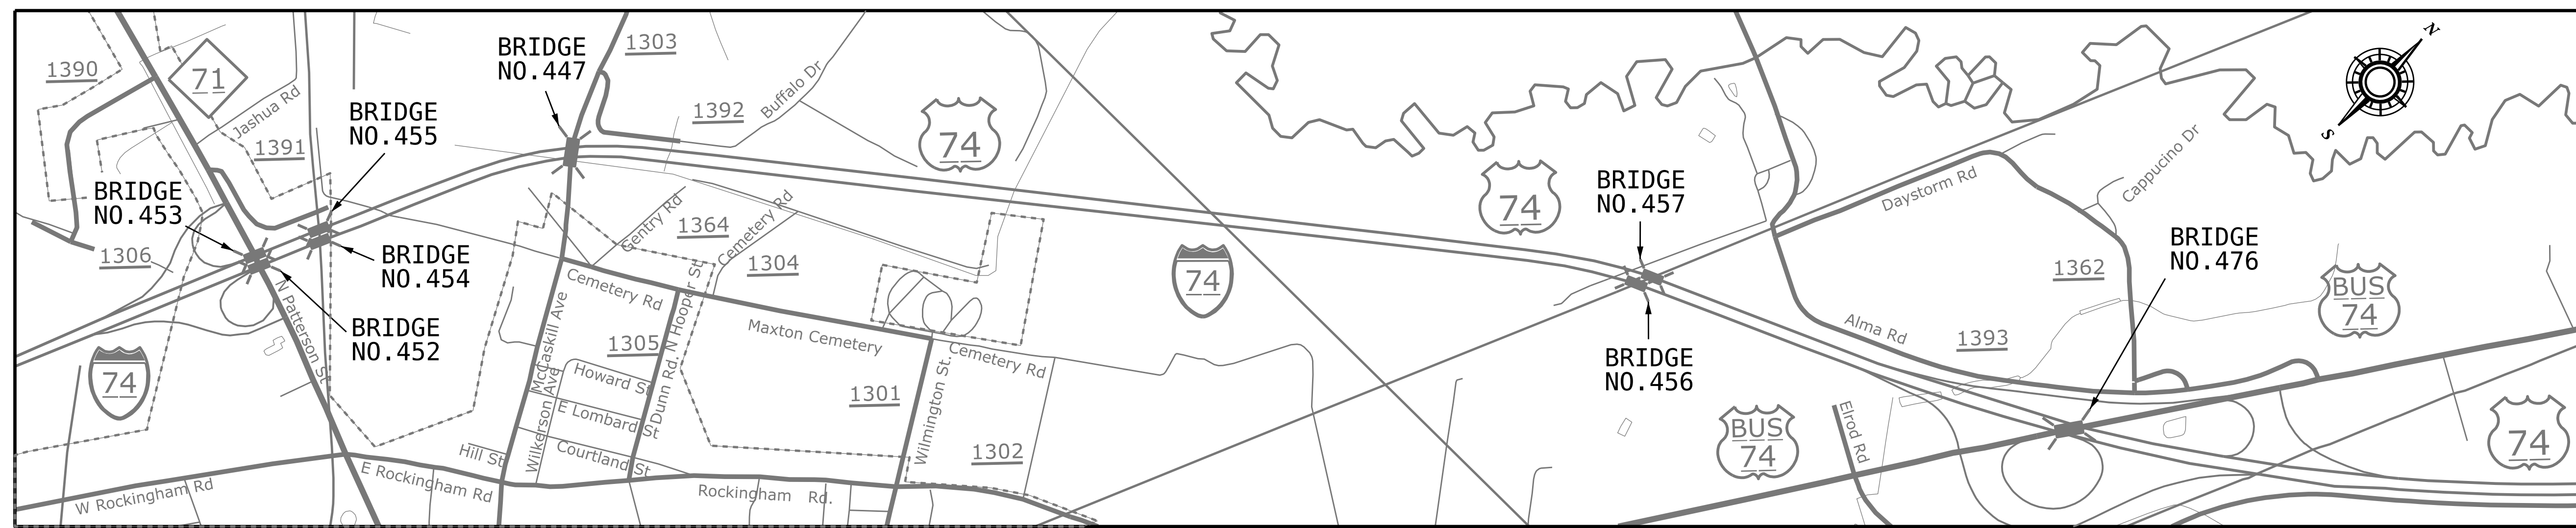 1390
71
Jashua Rd
1391
BRIDGE
NO.455
BRIDGE
NO.447
1303
1392
Buffalo Dr
74
74
BRIDGE
NO.457
N
S
Cappucino Dr
Daystorm Rd
BRIDGE
NO.476
BRIDGE
NO.453
1306
BRIDGE
NO.454
BRIDGE
NO.452
N Patterson St
74
Gentry Rd
1364
Cemetery Rd
1304
Cemetery Rd
McCaskill Ave
1305
Dunn Rd. N Hooper St.
Maxton Cemetery
Howard St
E Lombard St
Wilkerson Ave
Courtland St
Hill St
1301
Wilmington St.
Cemetery Rd
1302
74
BRIDGE
NO.456
Alma Rd
1393
1362
BUS
74
BUS
74
Elrod Rd
74
W Rockingham Rd
E Rockingham Rd
Rockingham Rd.